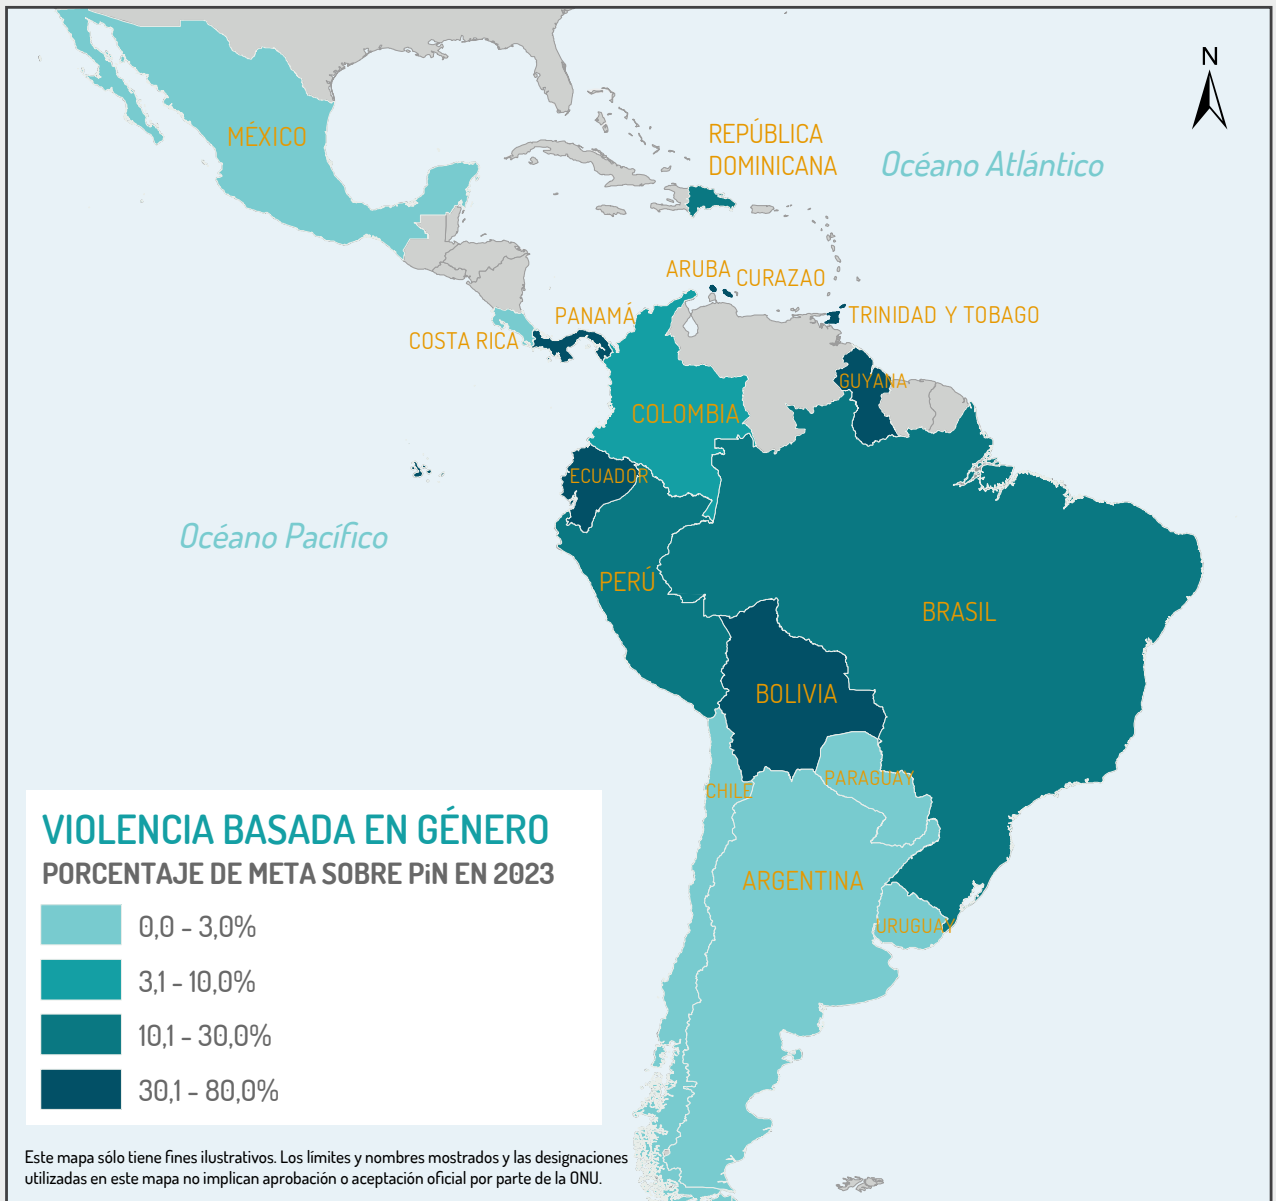 N
MÉXICO
REPÚBLICA
DOMINICANA
Océano Atlántico
ARUBA
CURAZAO
PANAMÁ
TRINIDAD Y TOBAGO
COSTA RICA
GUYANA
COLOMBIA
ECUADOR
Océano Pacífico
PERÚ
BRASIL
BOLIVIA
PARAGUAY
CHILE
ARGENTINA
URUGUAY
VIOLENCIA BASADA EN GÉNERO
PORCENTAJE DE META SOBRE PiN EN 2023
0,0 - 3,0%
3,1 - 10,0%
10,1 - 30,0%
30,1 - 80,0%
Este mapa sólo tiene fines ilustrativos. Los límites y nombres mostrados y las designaciones
utilizadas en este mapa no implican aprobación o aceptación oficial por parte de la ONU.